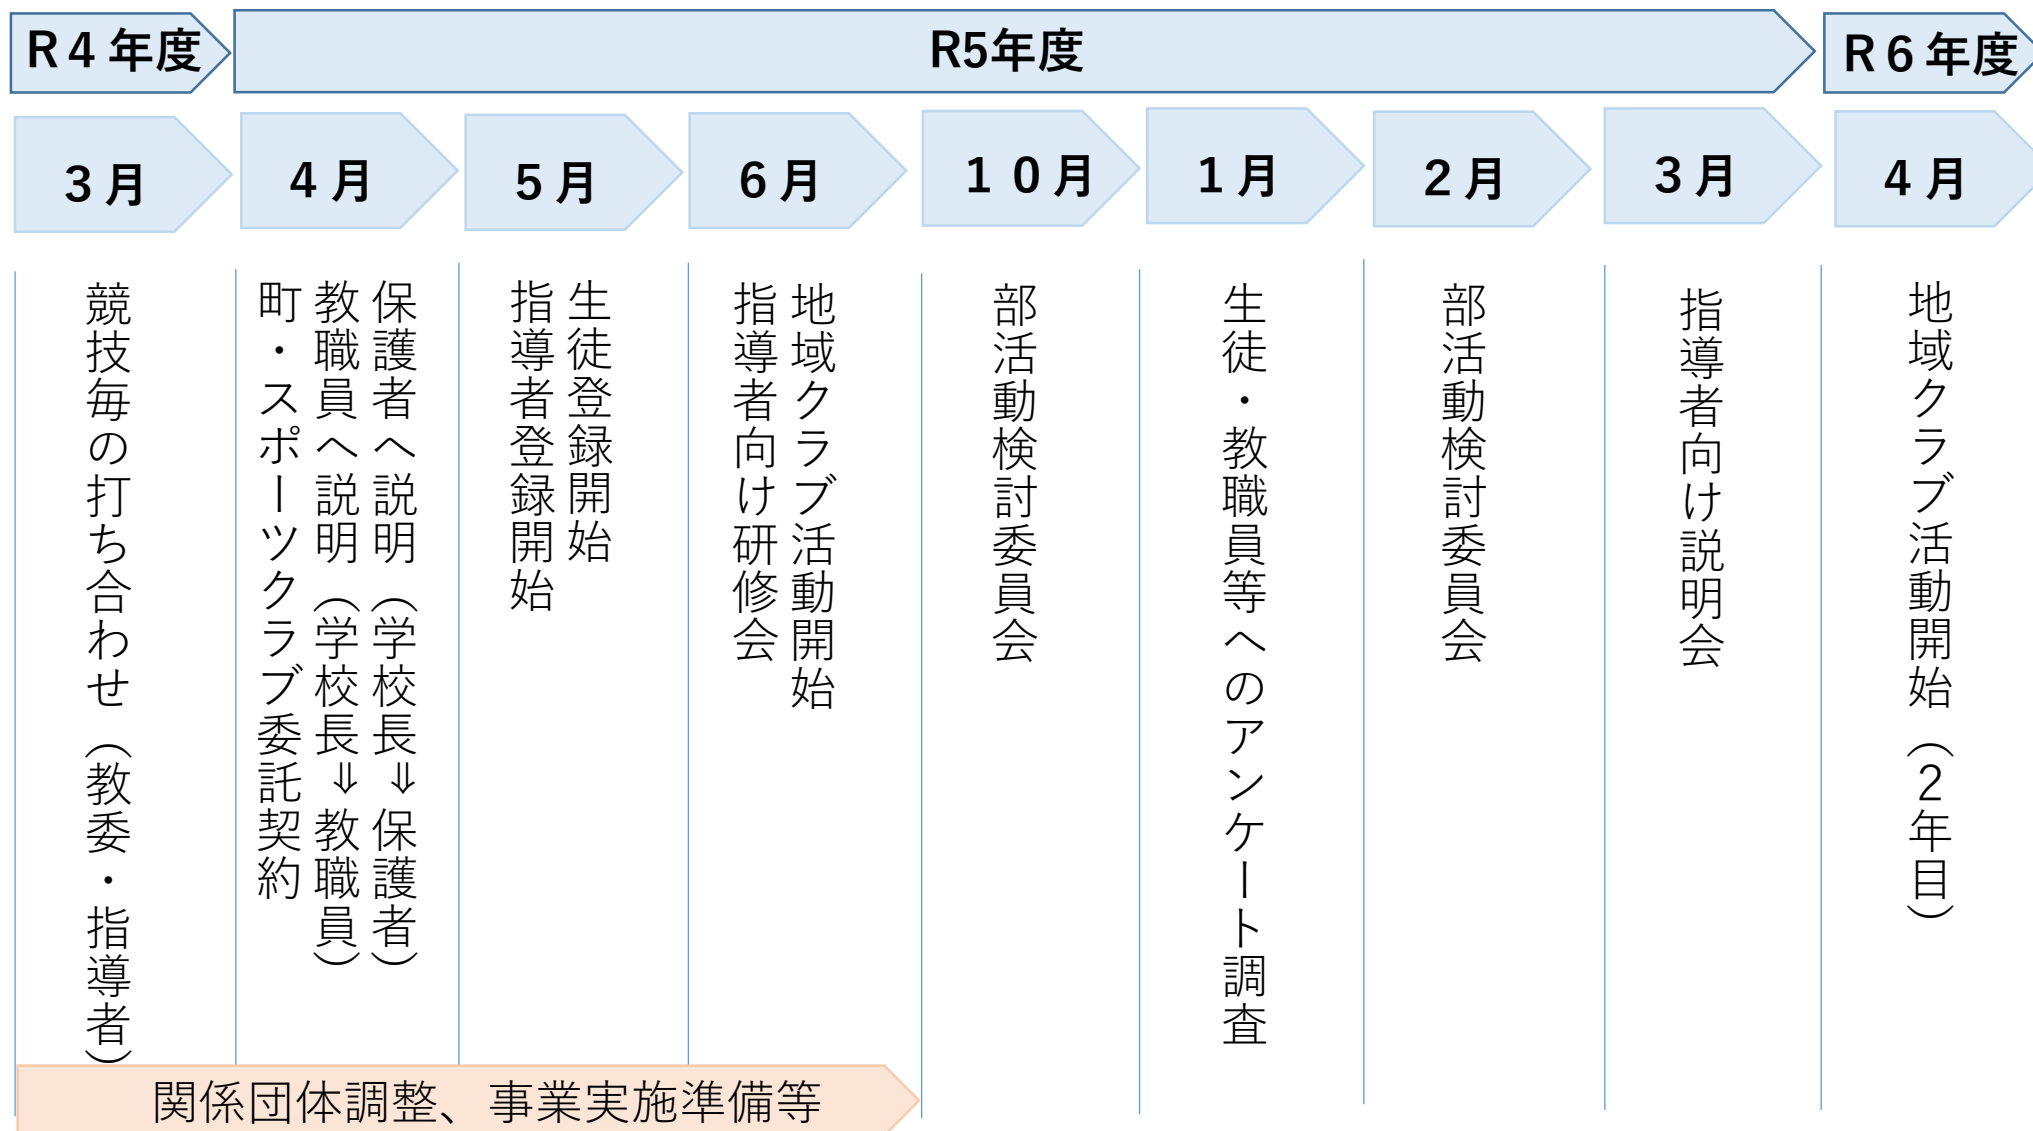 R４年度
R5年度
R６年度
３月
４月
５月
６月
１０月
１月
２月
３月
４月
競技毎の打ち合わせ（教委・指導者）
保護者へ説明（学校長⇒保護者）
教職員へ説明（学校長⇒教職員）
町・スポーツクラブ委託契約
生徒登録開始
指導者登録開始
地域クラブ活動開始
指導者向け研修会
部活動検討委員会
生徒・教職員等へのアンケート調査
部活動検討委員会
指導者向け説明会
地域クラブ活動開始（２年目）
関係団体調整、事業実施準備等